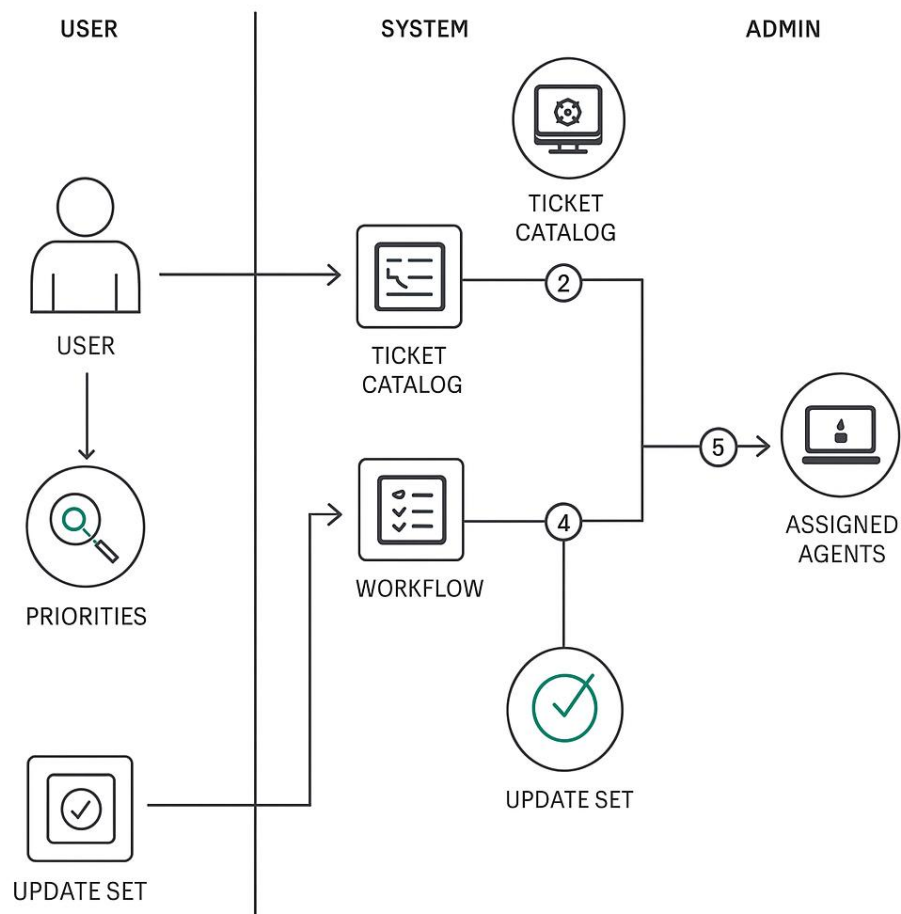 USER
SYSTEM
ADMIN
TICKET
CATALOG
USER
TICKET
CATALOG
2
PRIORITIES
WORKFLOW
4
5
ASSIGNED
AGENTS
UPDATE SET
UPDATE SET